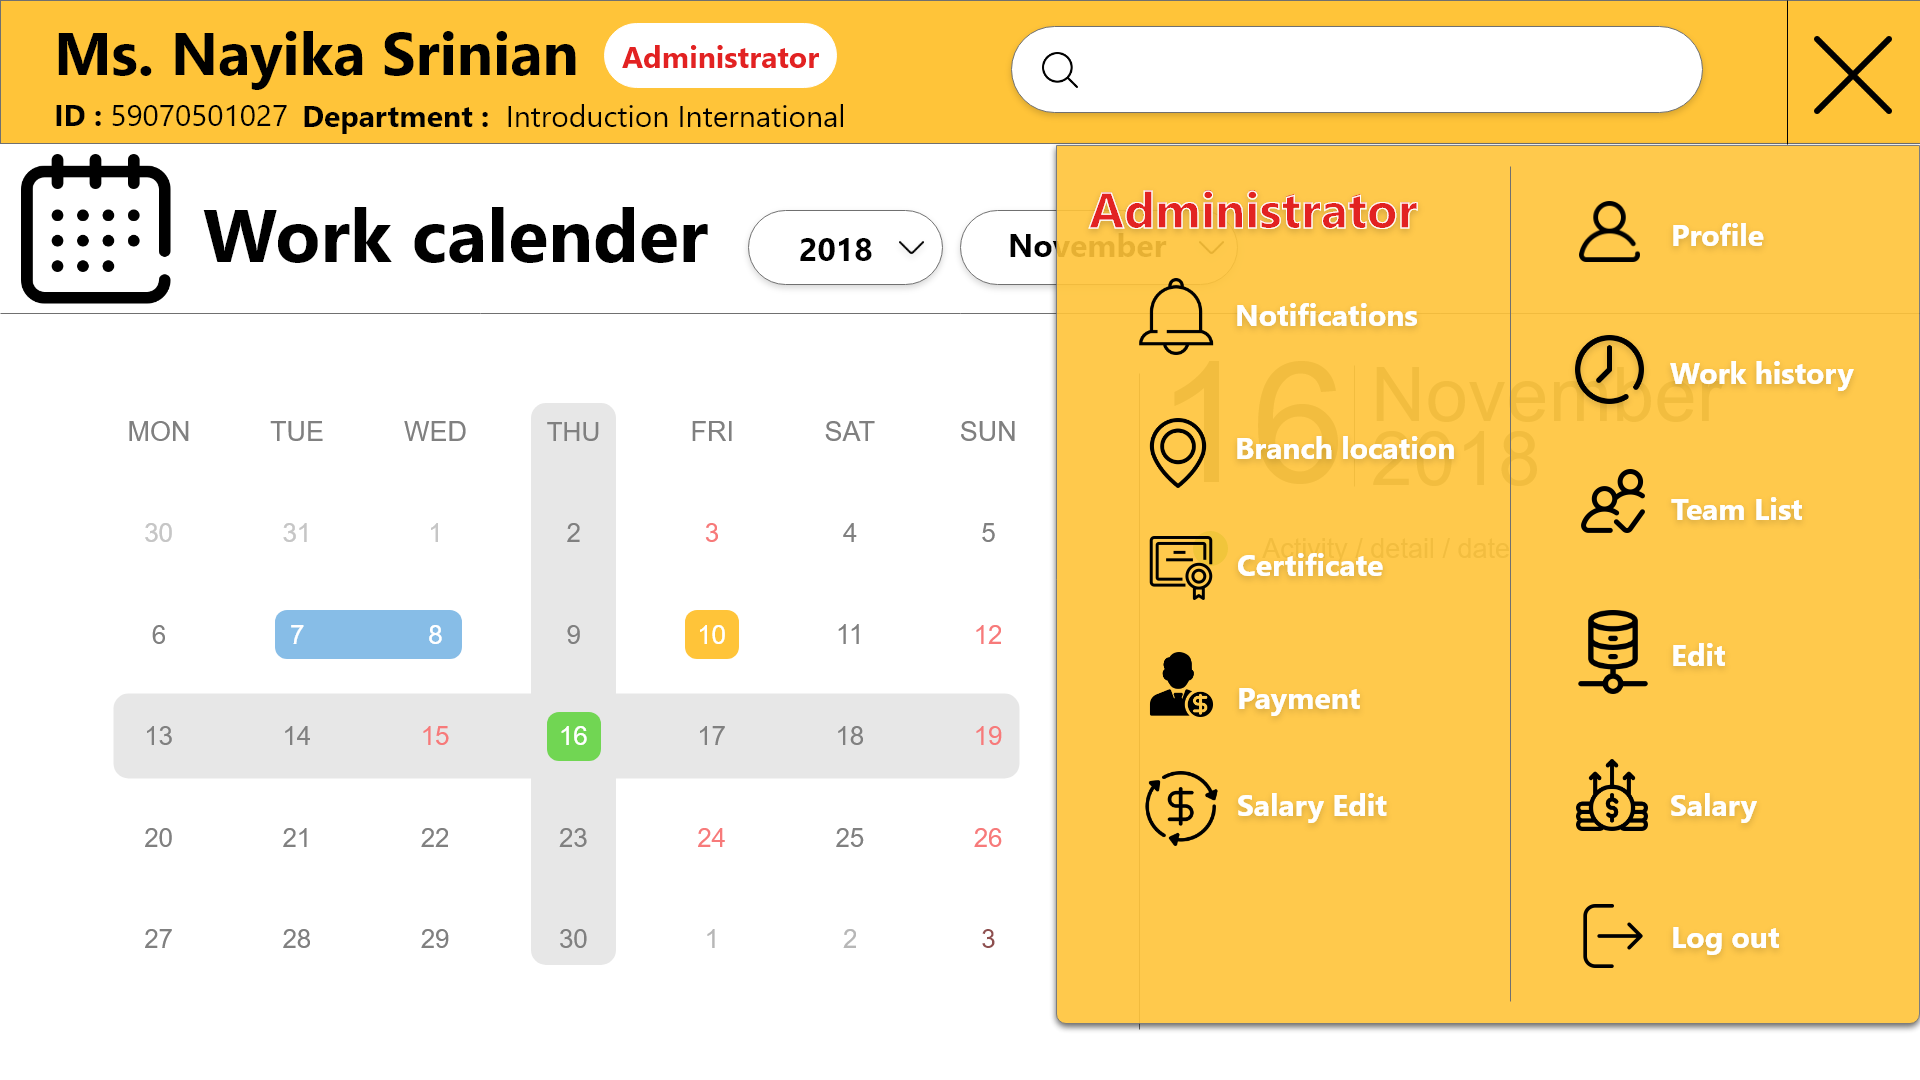 Ms. Nayika Srinian Administrator
ID : 59070501027 Department : Introduction International
Work calender 2018 November
MON TUE WED THU FRI SAT SUN
30 31 1 2 3 4 5
6 7 8 9 10 11 12
13 14 15 16 17 18 19
20 21 22 23 24 25 26
27 28 29 30 1 2 3
16 November
2018
Activity / detail / date
Administrator
Notifications
Branch location
Certificate
Payment
Salary Edit
Profile
Work history
Team List
Edit
Salary
Log out